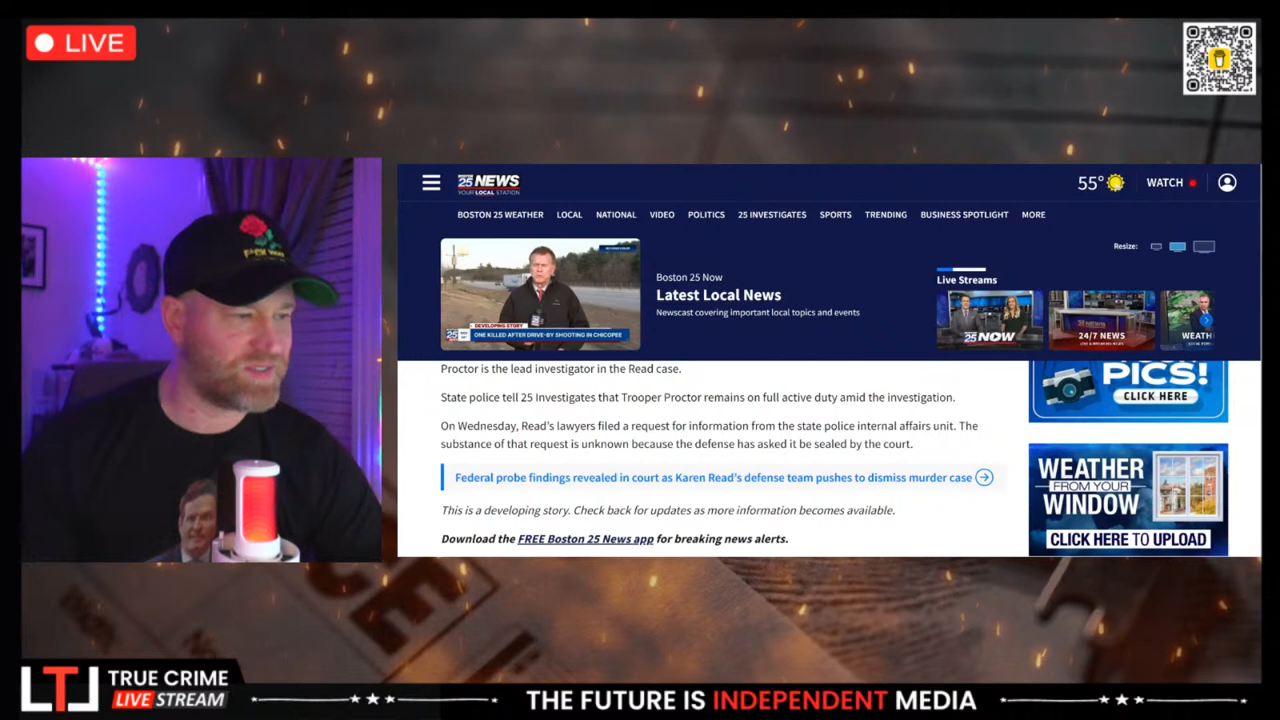 LIVE
25 NEWS
YOUR LOCAL STATION
55°
WATCH
BOSTON 25 WEATHER LOCAL NATIONAL VIDEO POLITICS 25 INVESTIGATES SPORTS TRENDING BUSINESS SPOTLIGHT MORE
Resize:
Boston 25 Now
Latest Local News
Newscast covering important local topics and events
Live Streams
DEVELOPING STORY
25
ONE KILLED AFTER DRIVE-BY SHOOTING IN CHICOPEE
25 NOW
24/7 NEWS
WEATH
Proctor is the lead investigator in the Read case.
State police tell 25 Investigates that Trooper Proctor remains on full active duty amid the investigation.
On Wednesday, Read's lawyers filed a request for information from the state police internal affairs unit. The
substance of that request is unknown because the defense has asked it be sealed by the court.
Federal probe findings revealed in court as Karen Read's defense team pushes to dismiss murder case
This is a developing story. Check back for updates as more information becomes available.
Download the FREE Boston 25 News app for breaking news alerts.
PICS!
CLICK HERE
WEATHER
FROM YOUR
WINDOW
CLICK HERE TO UPLOAD
LTL
TRUE CRIME
LIVE STREAM
THE FUTURE IS INDEPENDENT MEDIA